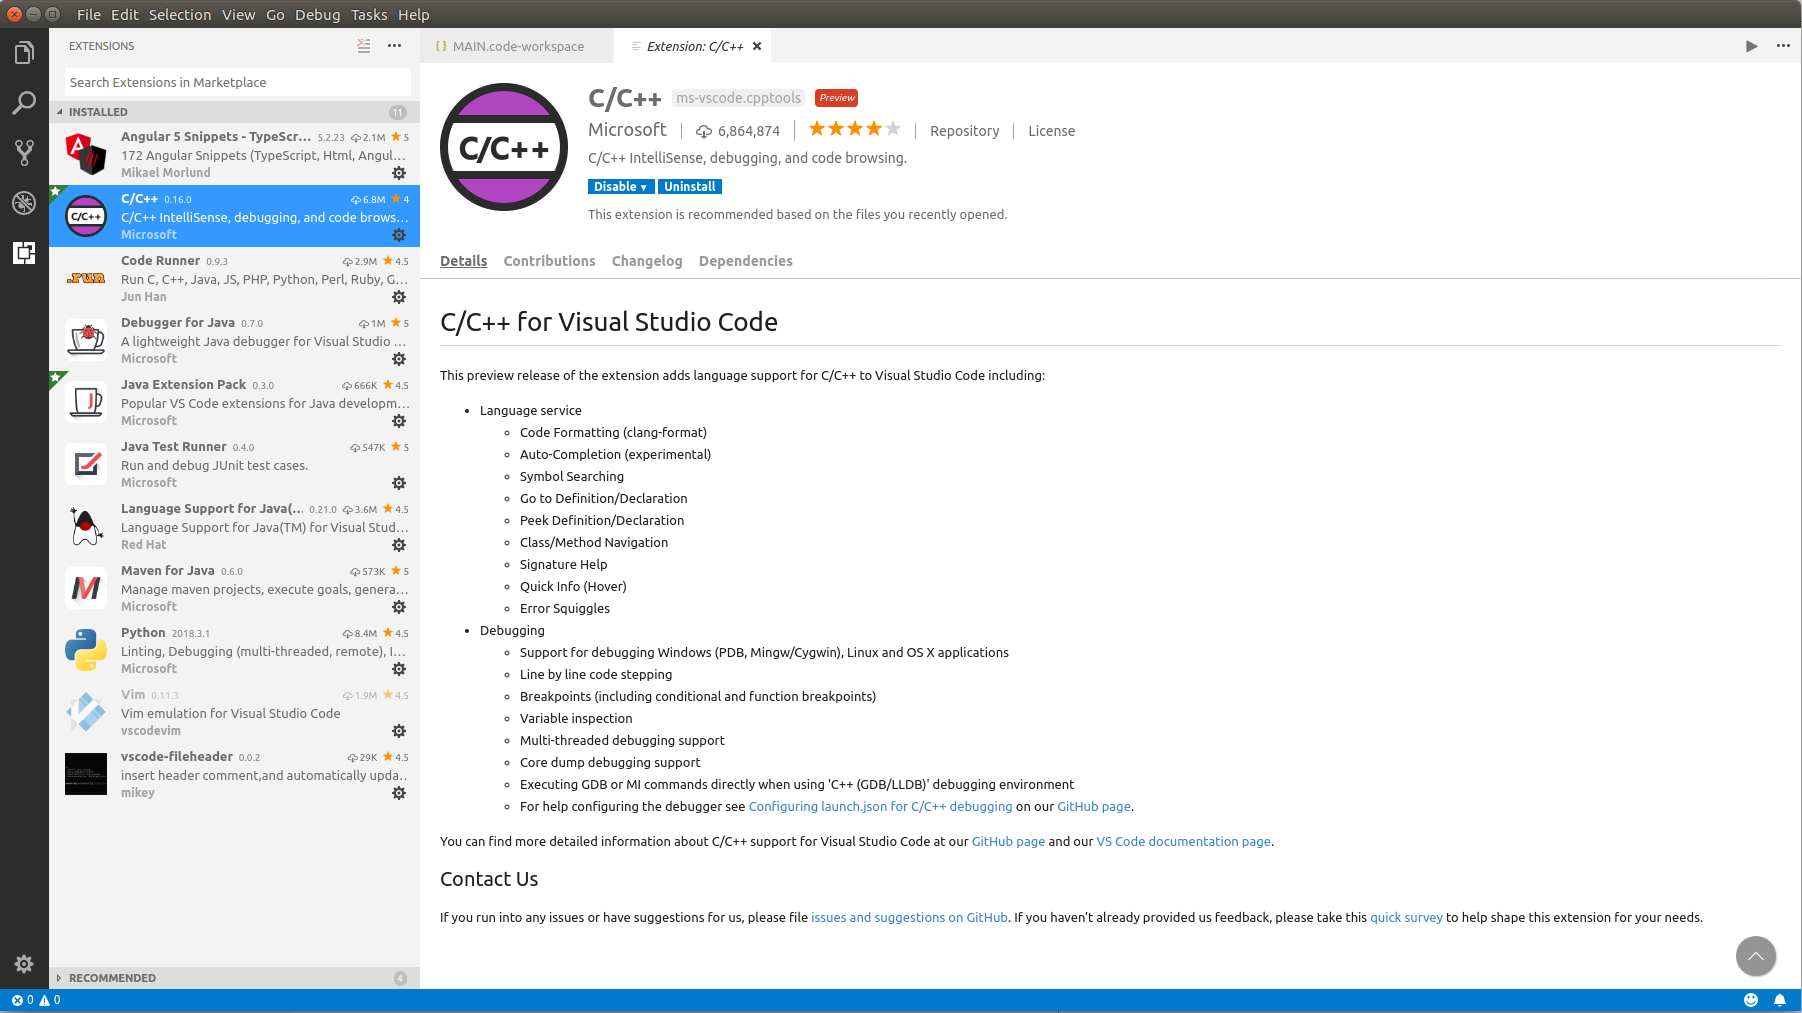 File Edit Selection View Go Debug Tasks Help
EXTENSIONS
Search Extensions in Marketplace
INSTALLED 11
Angular 5 Snippets - TypeScr... 5.2.23 2.1M 5
172 Angular Snippets (TypeScript, Html, Angul...
Mikael Morlund
C/C++
C/C++ 0.16.0 6.8M 4
C/C++ IntelliSense, debugging, and code brows...
Microsoft
.run
Code Runner 0.9.3 2.9M 4.5
Run C, C++, Java, JS, PHP, Python, Perl, Ruby, G...
Jun Han
Debugger for Java 0.7.0 1M 5
A lightweight Java debugger for Visual Studio ...
Microsoft
J
Java Extension Pack 0.3.0 666K 4.5
Popular VS Code extensions for Java developm...
Microsoft
Java Test Runner 0.4.0 547K 5
Run and debug JUnit test cases.
Microsoft
Language Support for Java(... 0.21.0 3.6M 4.5
Language Support for Java(TM) for Visual Stud...
Red Hat
M
Maven for Java 0.6.0 573K 5
Manage maven projects, execute goals, genera...
Microsoft
Python 2018.3.1 8.4M 4.5
Linting, Debugging (multi-threaded, remote), I...
Microsoft
Vim 0.11.3 1.9M 4.5
Vim emulation for Visual Studio Code
vscodevim
vscode-fileheader 0.0.2 29K 4.5
insert header comment,and automatically upda...
mikey
RECOMMENDED 4
{} MAIN.code-workspace
Extension: C/C++ ×
C/C++
C/C++ ms-vscode.cpptools Preview
Microsoft | 6,864,874 | ★★★★★ | Repository | License
C/C++ IntelliSense, debugging, and code browsing.
Disable ▾ Uninstall
This extension is recommended based on the files you recently opened.
Details Contributions Changelog Dependencies
C/C++ for Visual Studio Code
This preview release of the extension adds language support for C/C++ to Visual Studio Code including:
• Language service
◦ Code Formatting (clang-format)
◦ Auto-Completion (experimental)
◦ Symbol Searching
◦ Go to Definition/Declaration
◦ Peek Definition/Declaration
◦ Class/Method Navigation
◦ Signature Help
◦ Quick Info (Hover)
◦ Error Squiggles
• Debugging
◦ Support for debugging Windows (PDB, Mingw/Cygwin), Linux and OS X applications
◦ Line by line code stepping
◦ Breakpoints (including conditional and function breakpoints)
◦ Variable inspection
◦ Multi-threaded debugging support
◦ Core dump debugging support
◦ Executing GDB or MI commands directly when using 'C++ (GDB/LLDB)' debugging environment
◦ For help configuring the debugger see Configuring launch.json for C/C++ debugging on our GitHub page.
You can find more detailed information about C/C++ support for Visual Studio Code at our GitHub page and our VS Code documentation page.
Contact Us
If you run into any issues or have suggestions for us, please file issues and suggestions on GitHub. If you haven’t already provided us feedback, please take this quick survey to help shape this extension for your needs.
0 0